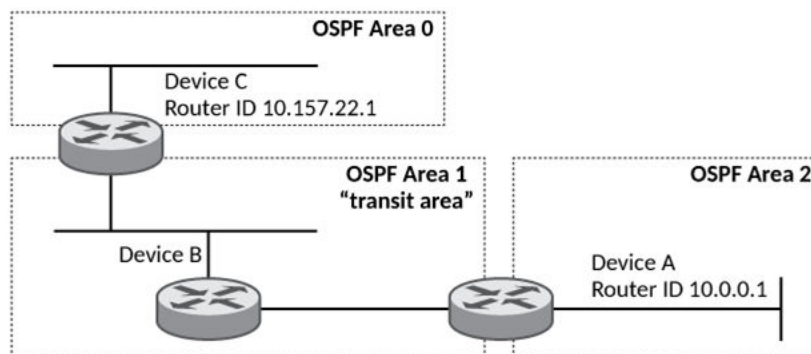 OSPF Area 0
Device C
Router ID 10.157.22.1
OSPF Area 1
“transit area”
OSPF Area 2
Device B
Device A
Router ID 10.0.0.1